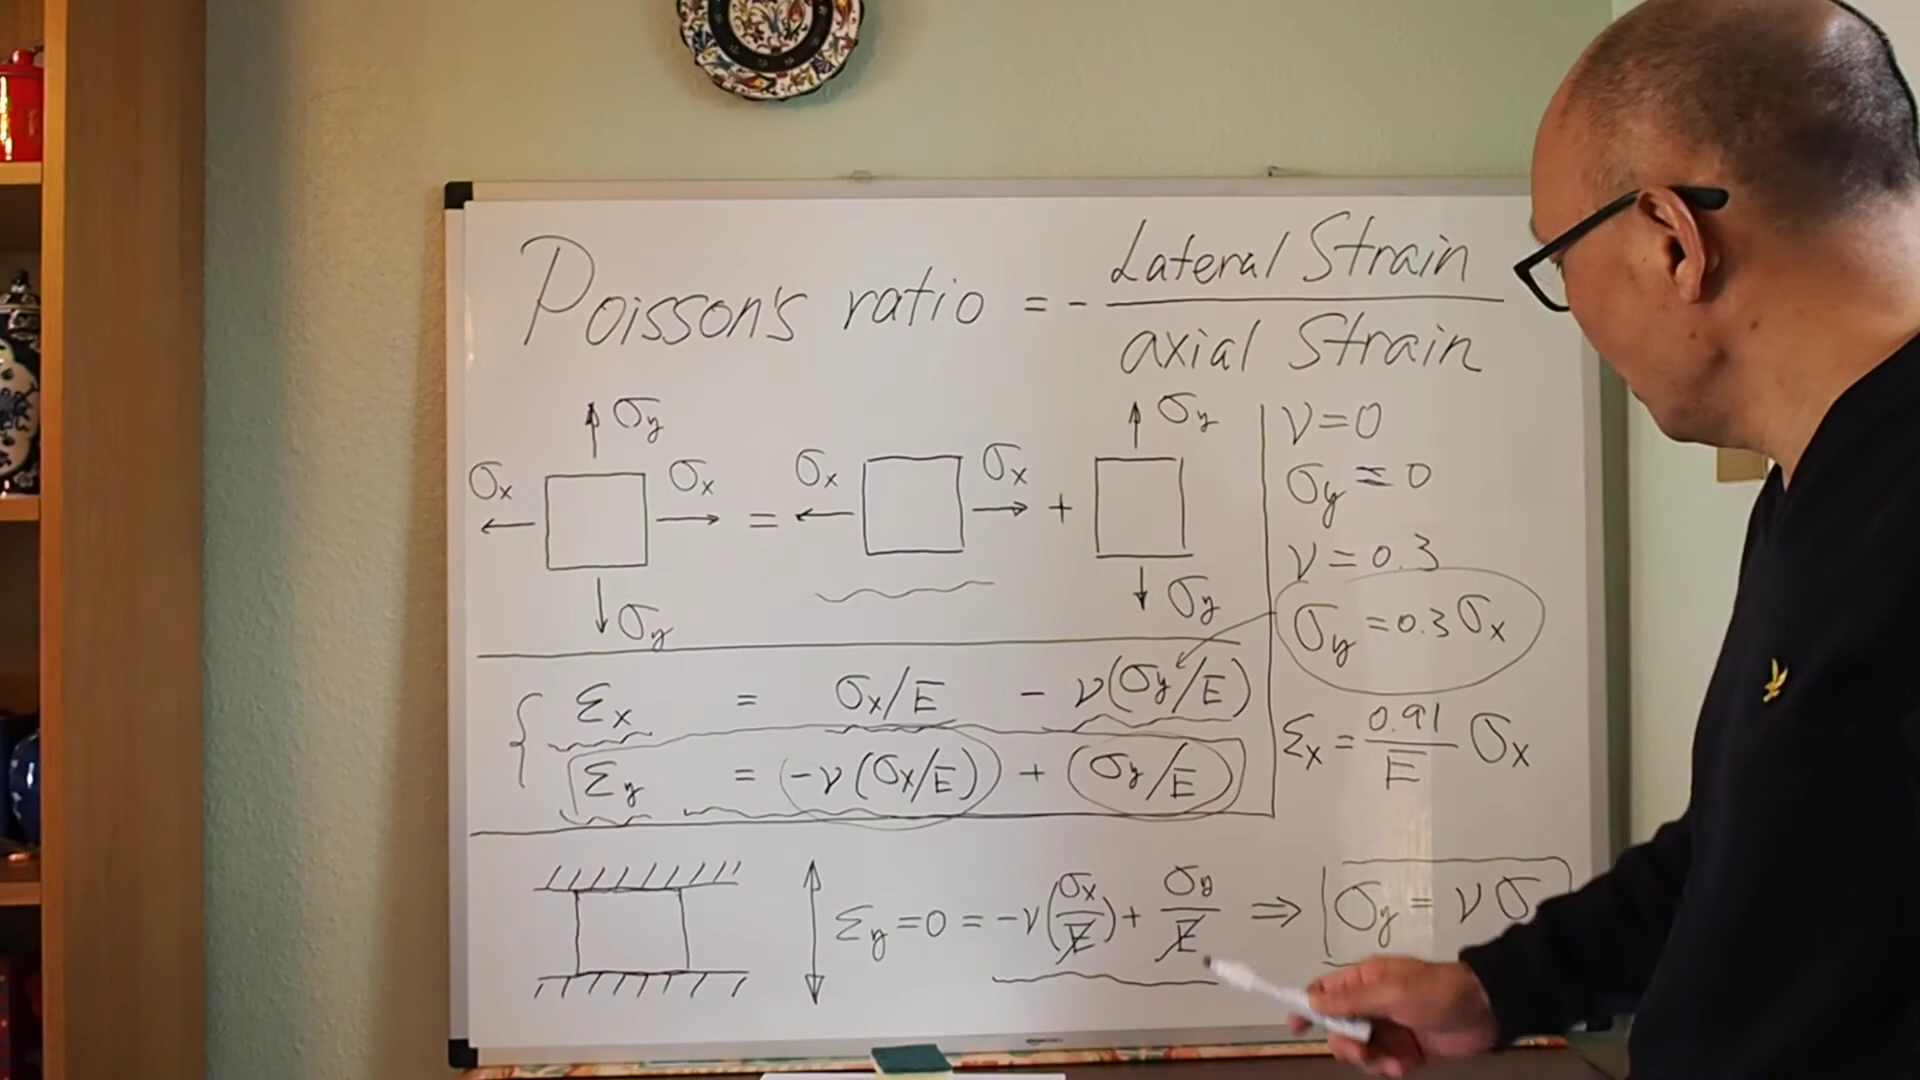 Poisson's ratio = - Lateral Strain / axial Strain
σy σy
σx σx = σx σx +
σy σy
εx = σx/E - ν(σy/E)
εy = -ν(σx/E) + σy/E
εy = 0 = -ν(σx/E) + σy/E ⇒ σy = νσ
ν=0
σy = 0
ν=0.3
σy = 0.3σx
εx = 0.91/E σx